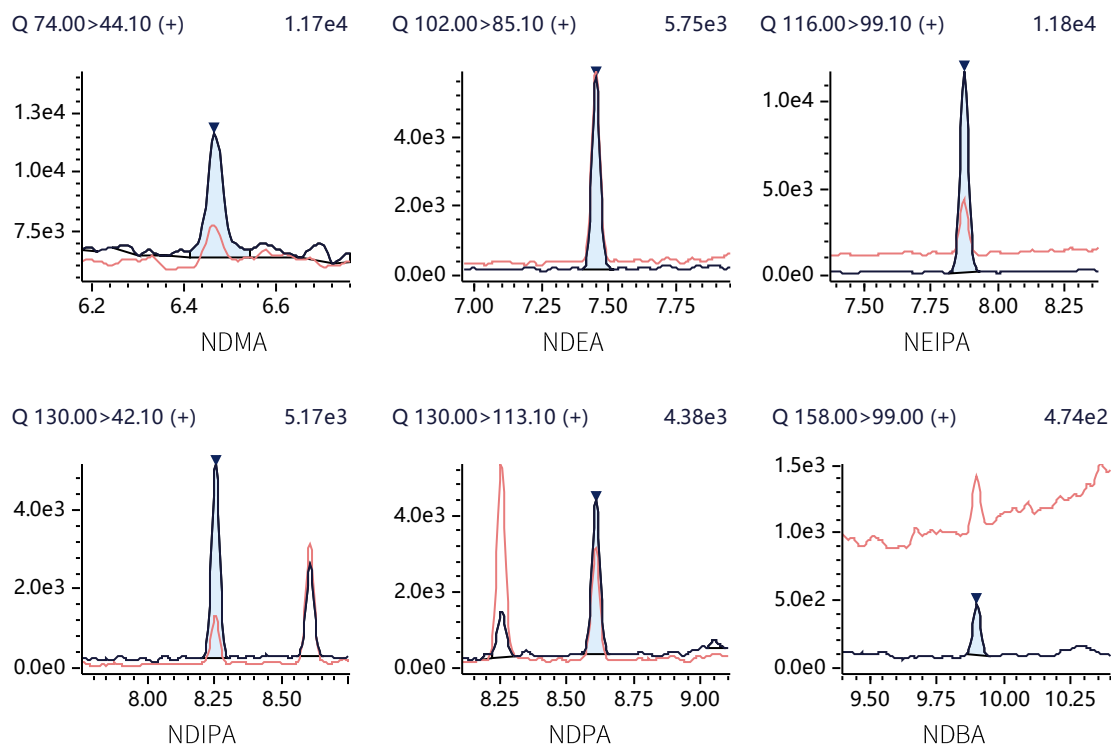 Q 74.00>44.10 (+) 1.17e4
Q 102.00>85.10 (+) 5.75e3
Q 116.00>99.10 (+) 1.18e4
1.3e4
1.0e4
7.5e3
6.2 6.4 6.6
NDMA
4.0e3
2.0e3
0.0e0
7.00 7.25 7.50 7.75
NDEA
1.0e4
5.0e3
0.0e0
7.50 7.75 8.00 8.25
NEIPA
Q 130.00>42.10 (+) 5.17e3
Q 130.00>113.10 (+) 4.38e3
Q 158.00>99.00 (+) 4.74e2
4.0e3
2.0e3
0.0e0
8.00 8.25 8.50
NDIPA
4.0e3
2.0e3
0.0e0
8.25 8.50 8.75 9.00
NDPA
1.5e3
1.0e3
5.0e2
0.0e0
9.50 9.75 10.00 10.25
NDBA